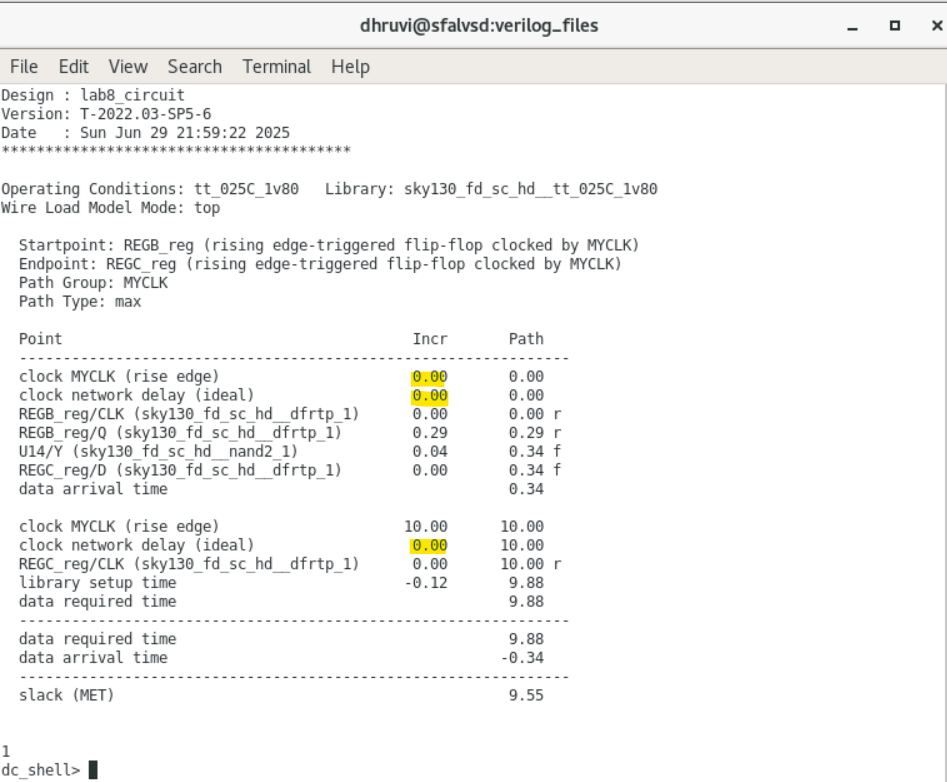 dhruvi@sfalvsd:verilog_files
File Edit View Search Terminal Help
Design : lab8_circuit
Version: T-2022.03-SP5-6
Date   : Sun Jun 29 21:59:22 2025
****************************************

Operating Conditions: tt_025C_1v80   Library: sky130_fd_sc_hd__tt_025C_1v80
Wire Load Model Mode: top

  Startpoint: REGB_reg (rising edge-triggered flip-flop clocked by MYCLK)
  Endpoint: REGC_reg (rising edge-triggered flip-flop clocked by MYCLK)
  Path Group: MYCLK
  Path Type: max

  Point                                        Incr       Path
  ---------------------------------------------------------------
  clock MYCLK (rise edge)                      0.00       0.00
  clock network delay (ideal)                  0.00       0.00
  REGB_reg/CLK (sky130_fd_sc_hd__dfrtp_1)      0.00       0.00 r
  REGB_reg/Q (sky130_fd_sc_hd__dfrtp_1)        0.29       0.29 r
  U14/Y (sky130_fd_sc_hd__nand2_1)             0.04       0.34 f
  REGC_reg/D (sky130_fd_sc_hd__dfrtp_1)        0.00       0.34 f
  data arrival time                                       0.34

  clock MYCLK (rise edge)                     10.00      10.00
  clock network delay (ideal)                  0.00      10.00
  REGC_reg/CLK (sky130_fd_sc_hd__dfrtp_1)      0.00      10.00 r
  library setup time                          -0.12       9.88
  data required time                                      9.88
  ---------------------------------------------------------------
  data required time                                      9.88
  data arrival time                                      -0.34
  ---------------------------------------------------------------
  slack (MET)                                             9.55

1
dc_shell>